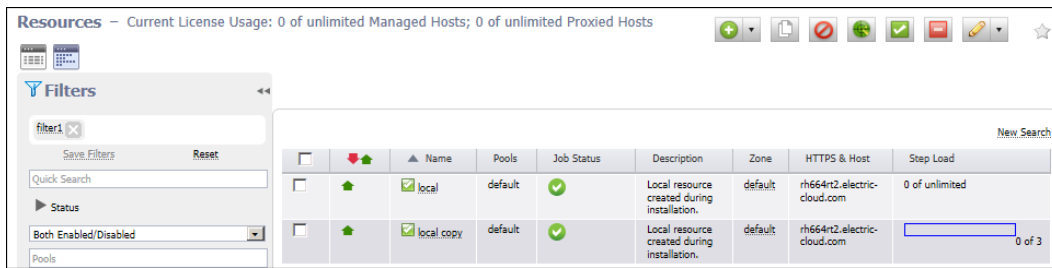 Resources – Current License Usage: 0 of unlimited Managed Hosts; 0 of unlimited Proxied Hosts
Filters
filter1
Save Filters Reset
Quick Search
Status
Both Enabled/Disabled
Pools
New Search
Name Pools Job Status Description Zone HTTPS & Host Step Load
local default Local resource default rh664rt2.electric- 0 of unlimited
created during cloud.com
installation.
local copy default Local resource default rh664rt2.electric-
created during cloud.com 0 of 3
installation.